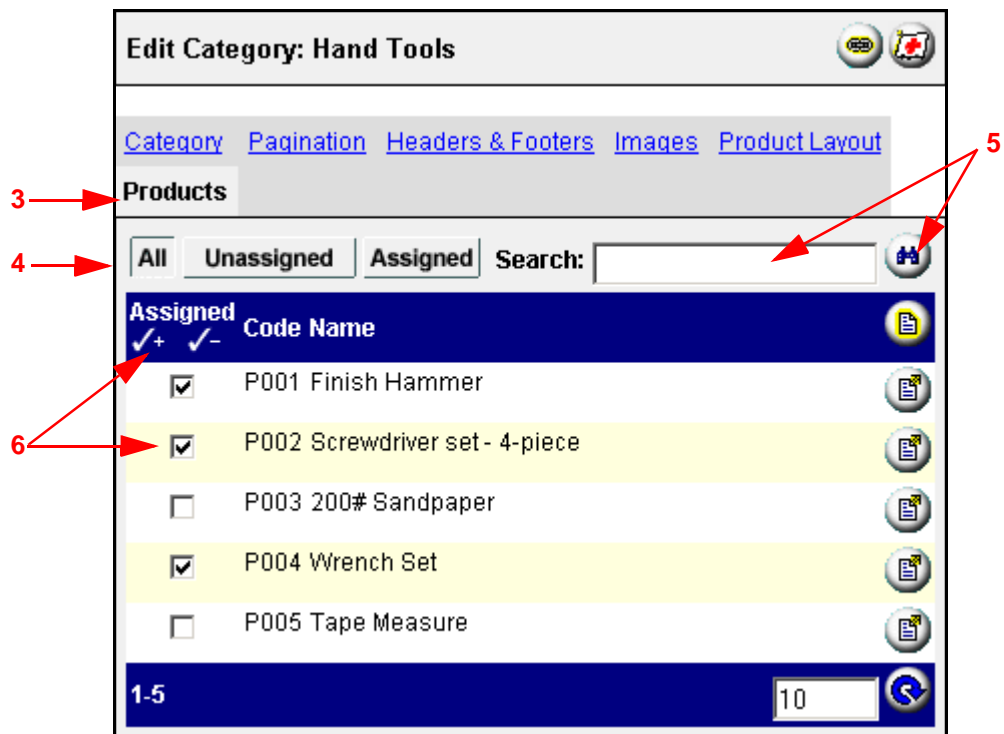 Edit Category: Hand Tools
Category Pagination Headers & Footers Images Product Layout
5
3
Products
4
All Unassigned Assigned Search:
Assigned
✓+ ✓- Code Name
P001 Finish Hammer
6
P002 Screwdriver set - 4-piece
P003 200# Sandpaper
P004 Wrench Set
P005 Tape Measure
1-5 10